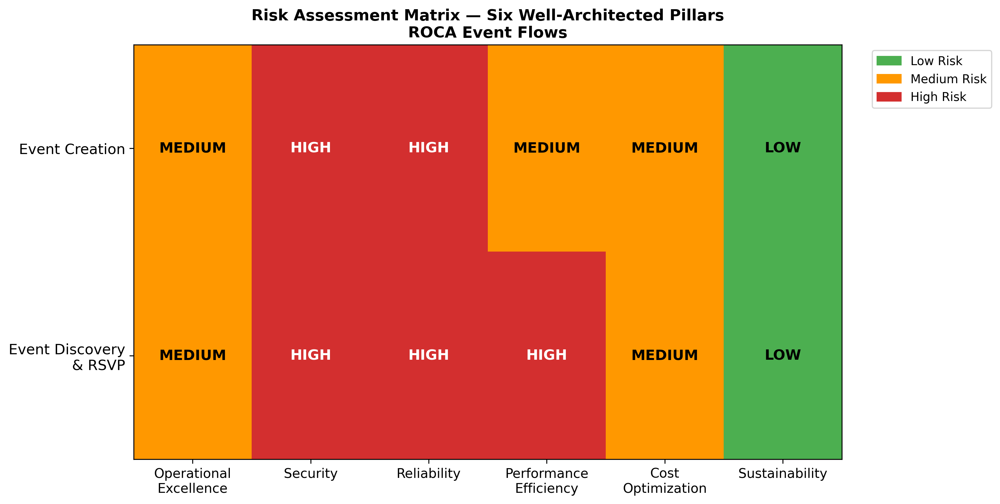 Risk Assessment Matrix — Six Well-Architected Pillars
ROCA Event Flows
Low Risk
Medium Risk
High Risk
Event Creation
MEDIUM
HIGH
HIGH
MEDIUM
MEDIUM
LOW
Event Discovery
& RSVP
MEDIUM
HIGH
HIGH
HIGH
MEDIUM
LOW
Operational
Excellence
Security
Reliability
Performance
Efficiency
Cost
Optimization
Sustainability